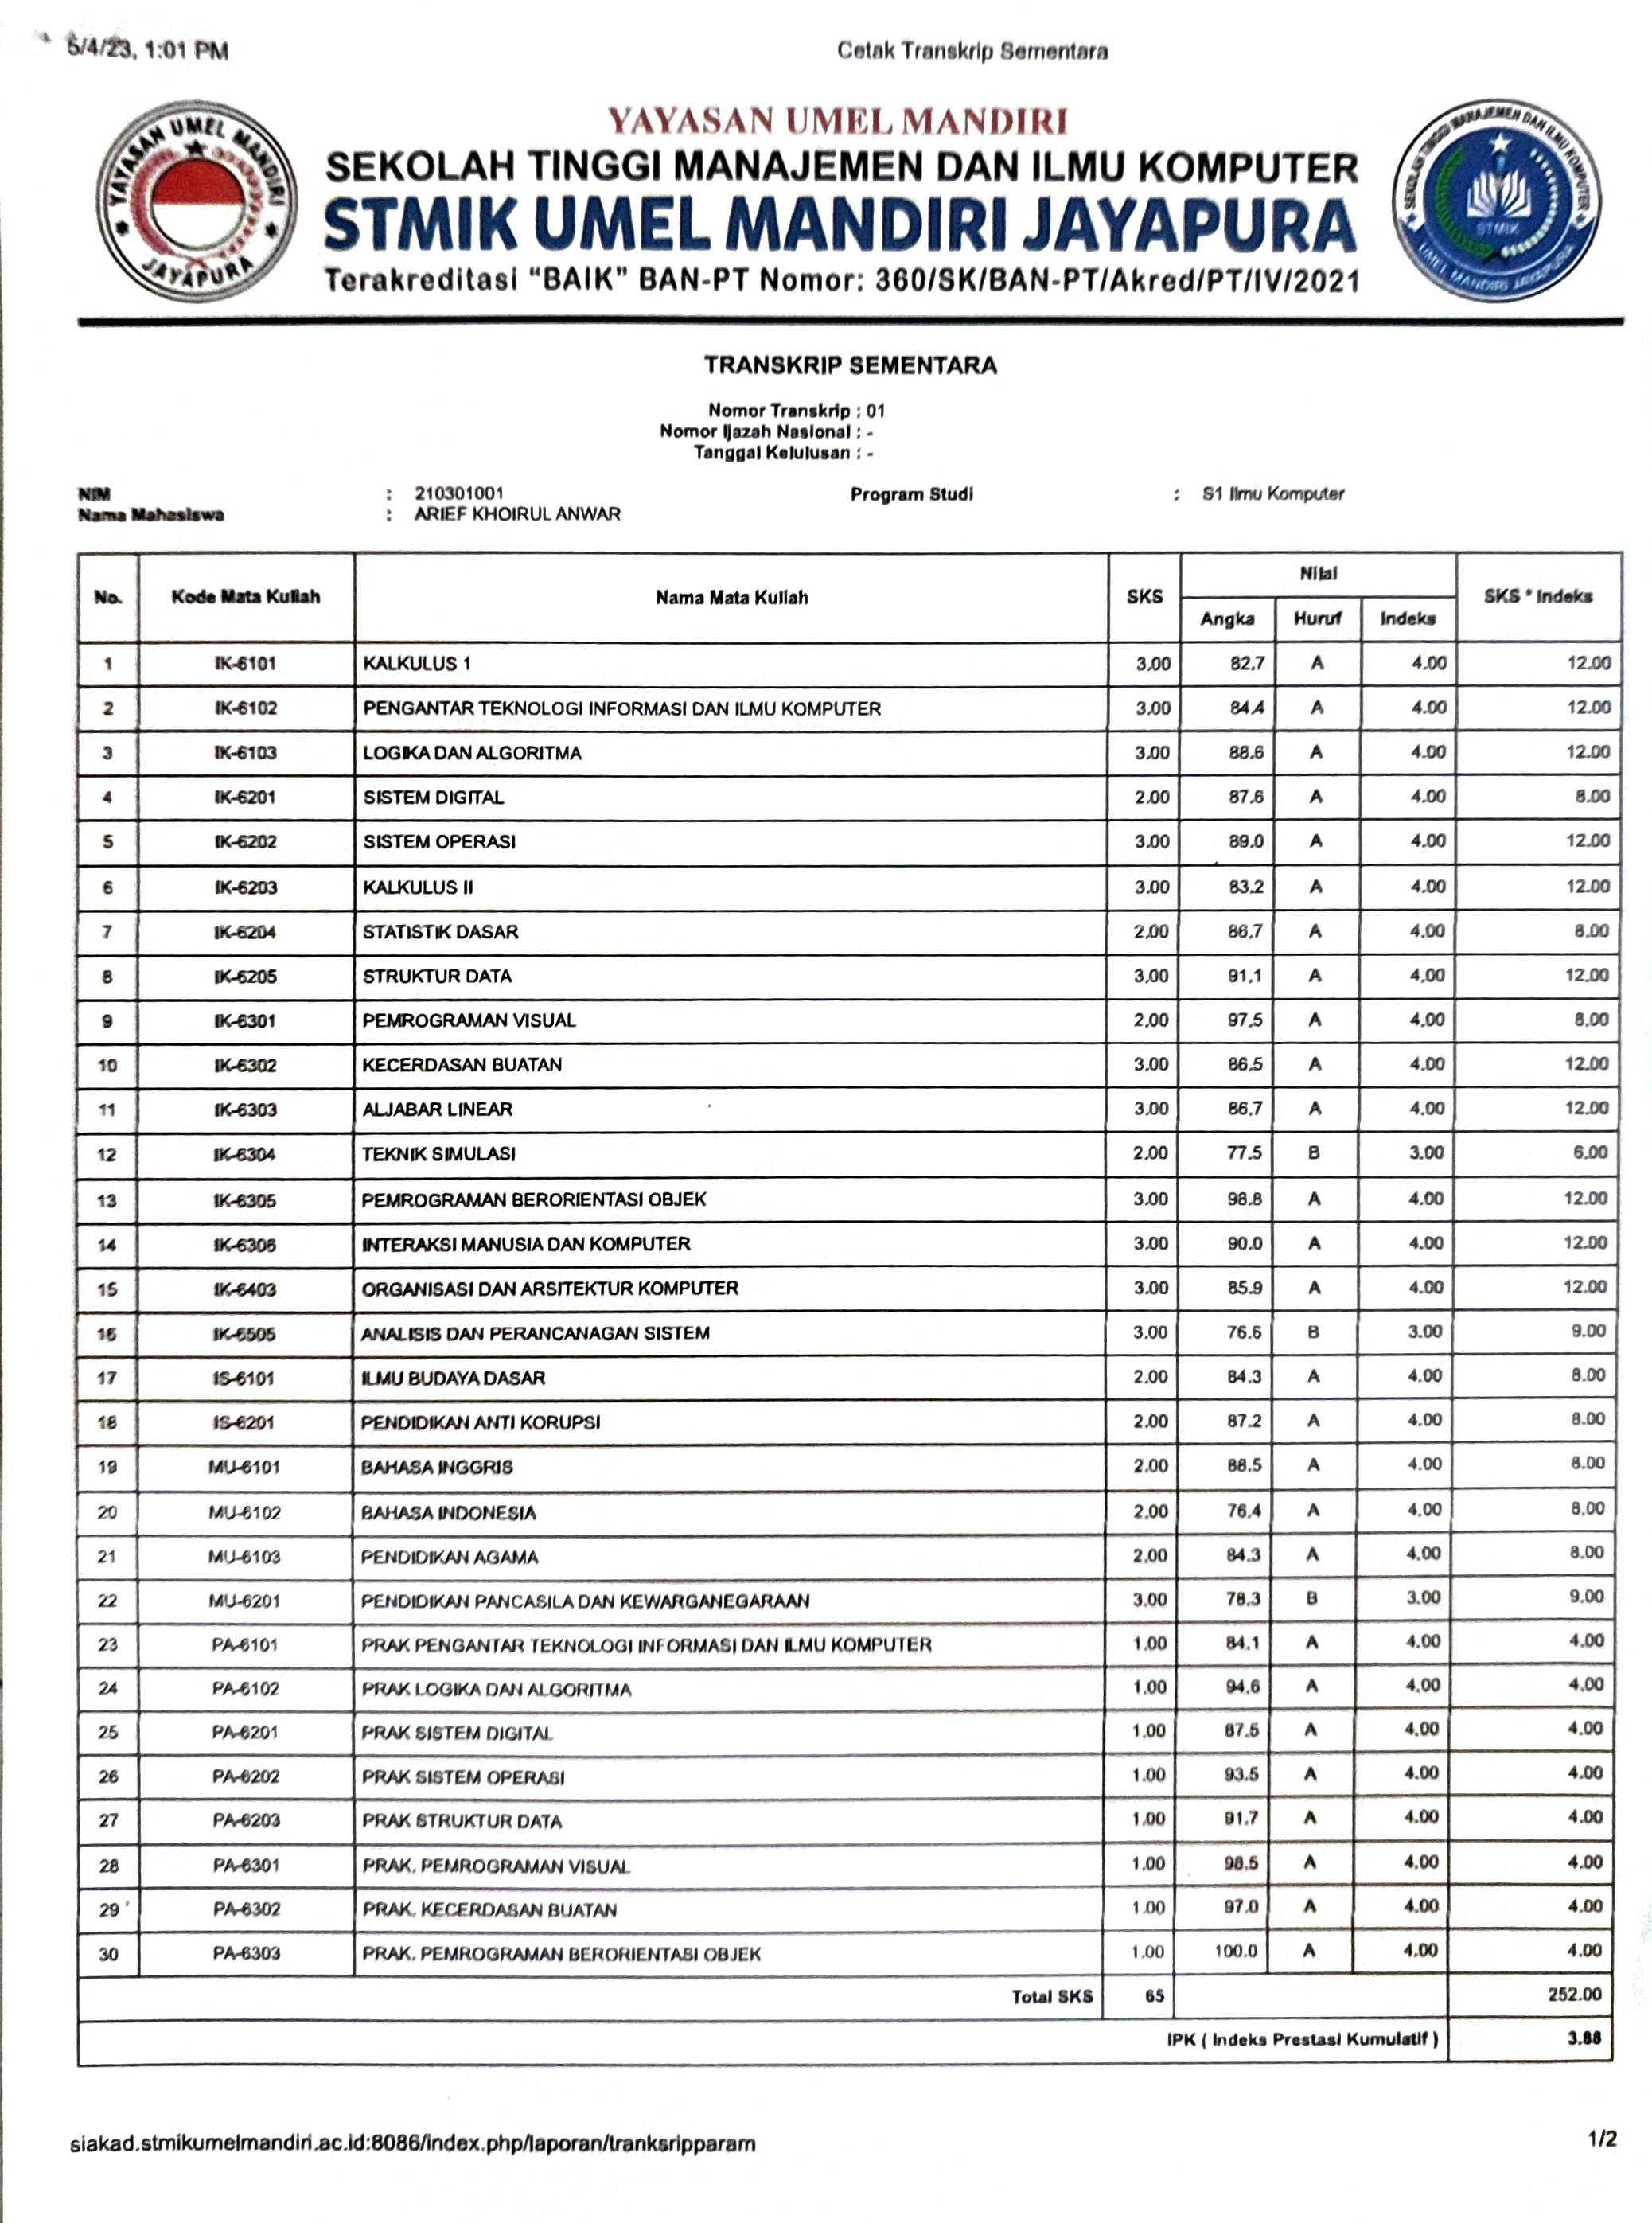 5/4/23, 1:01 PM Cetak Transkrip Sementara
YAYASAN UMEL MANDIRI JAYAPURA
YAYASAN UMEL MANDIRI
SEKOLAH TINGGI MANAJEMEN DAN ILMU KOMPUTER
STMIK UMEL MANDIRI JAYAPURA
Terakreditasi “BAIK” BAN-PT Nomor: 360/SK/BAN-PT/Akred/PT/IV/2021
SEKOLAH TINGGI MANAJEMEN DAN ILMU KOMPUTER
STMIK
UMEL MANDIRI JAYAPURA
TRANSKRIP SEMENTARA
Nomor Transkrip : 01
Nomor Ijazah Nasional : -
Tanggal Kelulusan : -
NIM : 210301001 Program Studi : S1 Ilmu Komputer
Nama Mahasiswa : ARIEF KHOIRUL ANWAR
No. Kode Mata Kuliah Nama Mata Kuliah SKS Nilai SKS * Indeks
Angka Huruf Indeks
1 IK-6101 KALKULUS 1 3.00 82.7 A 4.00 12.00
2 IK-6102 PENGANTAR TEKNOLOGI INFORMASI DAN ILMU KOMPUTER 3.00 84.4 A 4.00 12.00
3 IK-6103 LOGIKA DAN ALGORITMA 3.00 88.6 A 4.00 12.00
4 IK-6201 SISTEM DIGITAL 2.00 87.6 A 4.00 8.00
5 IK-6202 SISTEM OPERASI 3.00 89.0 A 4.00 12.00
6 IK-6203 KALKULUS II 3.00 83.2 A 4.00 12.00
7 IK-6204 STATISTIK DASAR 2.00 86.7 A 4.00 8.00
8 IK-6205 STRUKTUR DATA 3.00 91.1 A 4.00 12.00
9 IK-6301 PEMROGRAMAN VISUAL 2.00 97.5 A 4.00 8.00
10 IK-6302 KECERDASAN BUATAN 3.00 86.5 A 4.00 12.00
11 IK-6303 ALJABAR LINEAR 3.00 86.7 A 4.00 12.00
12 IK-6304 TEKNIK SIMULASI 2.00 77.5 B 3.00 6.00
13 IK-6305 PEMROGRAMAN BERORIENTASI OBJEK 3.00 98.8 A 4.00 12.00
14 IK-6306 INTERAKSI MANUSIA DAN KOMPUTER 3.00 90.0 A 4.00 12.00
15 IK-6403 ORGANISASI DAN ARSITEKTUR KOMPUTER 3.00 85.9 A 4.00 12.00
16 IK-6505 ANALISIS DAN PERANCANAGAN SISTEM 3.00 76.6 B 3.00 9.00
17 IS-6101 ILMU BUDAYA DASAR 2.00 84.3 A 4.00 8.00
18 IS-6201 PENDIDIKAN ANTI KORUPSI 2.00 87.2 A 4.00 8.00
19 MU-6101 BAHASA INGGRIS 2.00 88.5 A 4.00 8.00
20 MU-6102 BAHASA INDONESIA 2.00 76.4 A 4.00 8.00
21 MU-6103 PENDIDIKAN AGAMA 2.00 84.3 A 4.00 8.00
22 MU-6201 PENDIDIKAN PANCASILA DAN KEWARGANEGARAAN 3.00 78.3 B 3.00 9.00
23 PA-6101 PRAK PENGANTAR TEKNOLOGI INFORMASI DAN ILMU KOMPUTER 1.00 84.1 A 4.00 4.00
24 PA-6102 PRAK LOGIKA DAN ALGORITMA 1.00 94.6 A 4.00 4.00
25 PA-6201 PRAK SISTEM DIGITAL 1.00 87.5 A 4.00 4.00
26 PA-6202 PRAK SISTEM OPERASI 1.00 93.5 A 4.00 4.00
27 PA-6203 PRAK STRUKTUR DATA 1.00 91.7 A 4.00 4.00
28 PA-6301 PRAK. PEMROGRAMAN VISUAL 1.00 98.5 A 4.00 4.00
29 PA-6302 PRAK. KECERDASAN BUATAN 1.00 97.0 A 4.00 4.00
30 PA-6303 PRAK. PEMROGRAMAN BERORIENTASI OBJEK 1.00 100.0 A 4.00 4.00
Total SKS 65 252.00
IPK ( Indeks Prestasi Kumulatif ) 3.88
siakad.stmikumelmandiri.ac.id:8086/index.php/laporan/tranksripparam 1/2